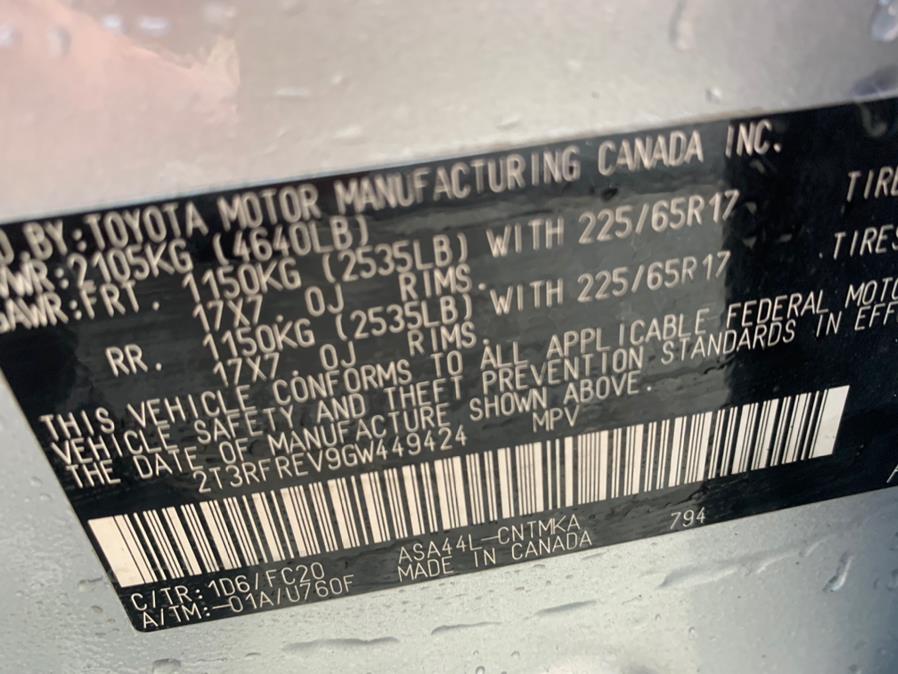 BY:TOYOTA MOTOR MANUFACTURING CANADA INC.
WR:2105KG (4640LB)
AWR:FRT. 1150KG (2535LB) WITH 225/65R17 TIRE
17X7.0J RIMS.
RR. 1150KG (2535LB) WITH 225/65R17 TIRES
17X7.0J RIMS.
THIS VEHICLE CONFORMS TO ALL APPLICABLE FEDERAL MOTO
VEHICLE SAFETY AND THEFT PREVENTION STANDARDS IN EFF
THE DATE OF MANUFACTURE SHOWN ABOVE.
2T3RFREV9GW449424 MPV
C/TR:1D6/FC20 ASA44L-CNTMKA 794
A/TM:-01A/U760F MADE IN CANADA